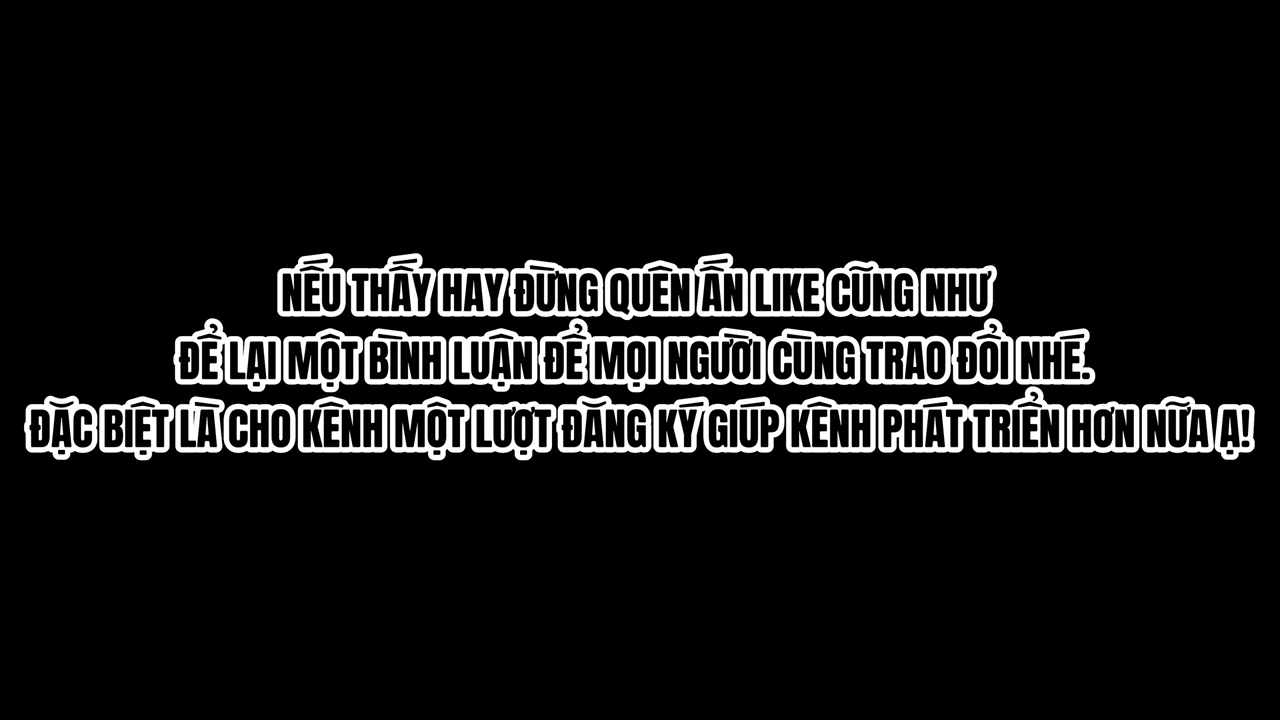 NẾU THẤY HAY ĐỪNG QUÊN ẤN LIKE CŨNG NHƯ
ĐỂ LẠI MỘT BÌNH LUẬN ĐỂ MỌI NGƯỜI CÙNG TRAO ĐỔI NHÉ.
ĐẶC BIỆT LÀ CHO KÊNH MỘT LƯỢT ĐĂNG KÝ GIÚP KÊNH PHÁT TRIỂN HƠN NỮA Ạ!